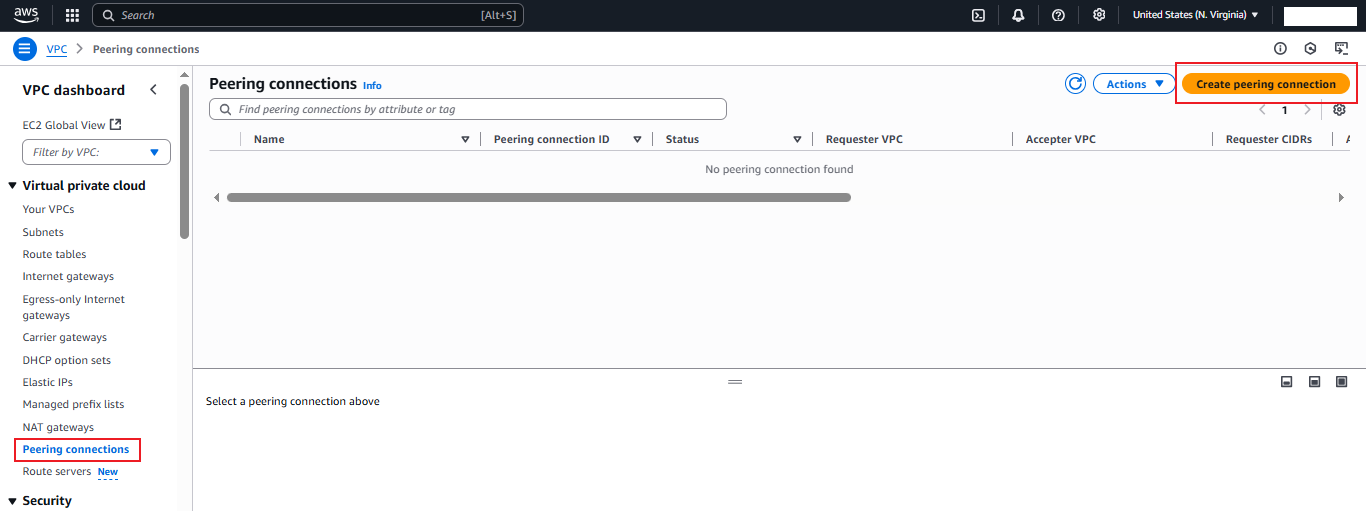 aws Search [Alt+S] United States (N. Virginia)
VPC Peering connections
VPC dashboard
EC2 Global View
Filter by VPC:
Virtual private cloud
Your VPCs
Subnets
Route tables
Internet gateways
Egress-only Internet
gateways
Carrier gateways
DHCP option sets
Elastic IPs
Managed prefix lists
NAT gateways
Peering connections
Route servers New
Security
Peering connections Info
Actions Create peering connection
Find peering connections by attribute or tag
1
Name Peering connection ID Status Requester VPC Accepter VPC Requester CIDRs
No peering connection found
Select a peering connection above